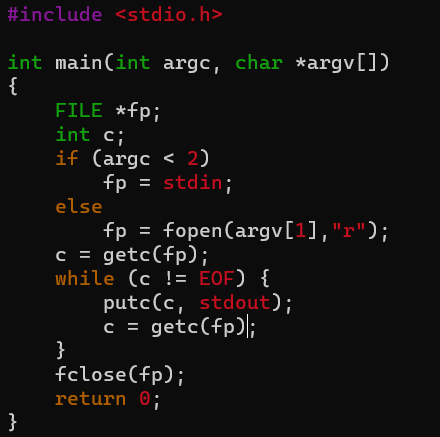 #include <stdio.h>

int main(int argc, char *argv[])
{
    FILE *fp;
    int c;
    if (argc < 2)
        fp = stdin;
    else
        fp = fopen(argv[1],"r");
    c = getc(fp);
    while (c != EOF) {
        putc(c, stdout);
        c = getc(fp);
    }
    fclose(fp);
    return 0;
}